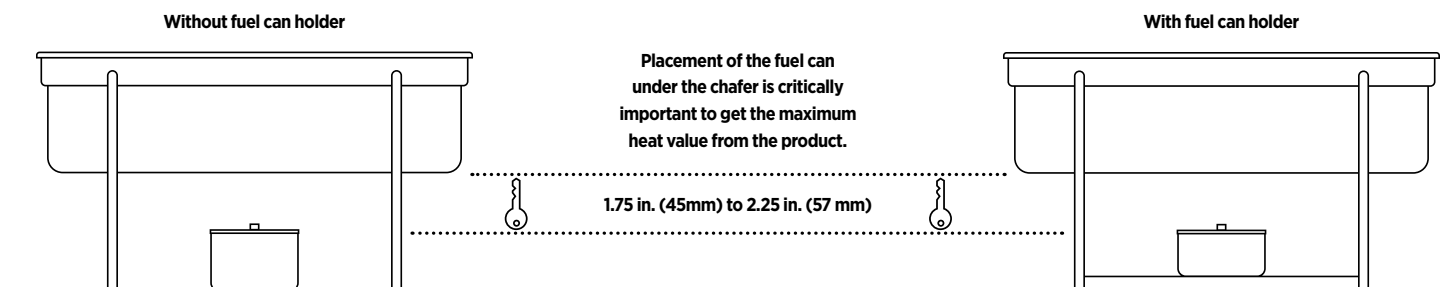 Without fuel can holder
With fuel can holder
Placement of the fuel can
under the chafer is critically
important to get the maximum
heat value from the product.
1.75 in. (45mm) to 2.25 in. (57 mm)